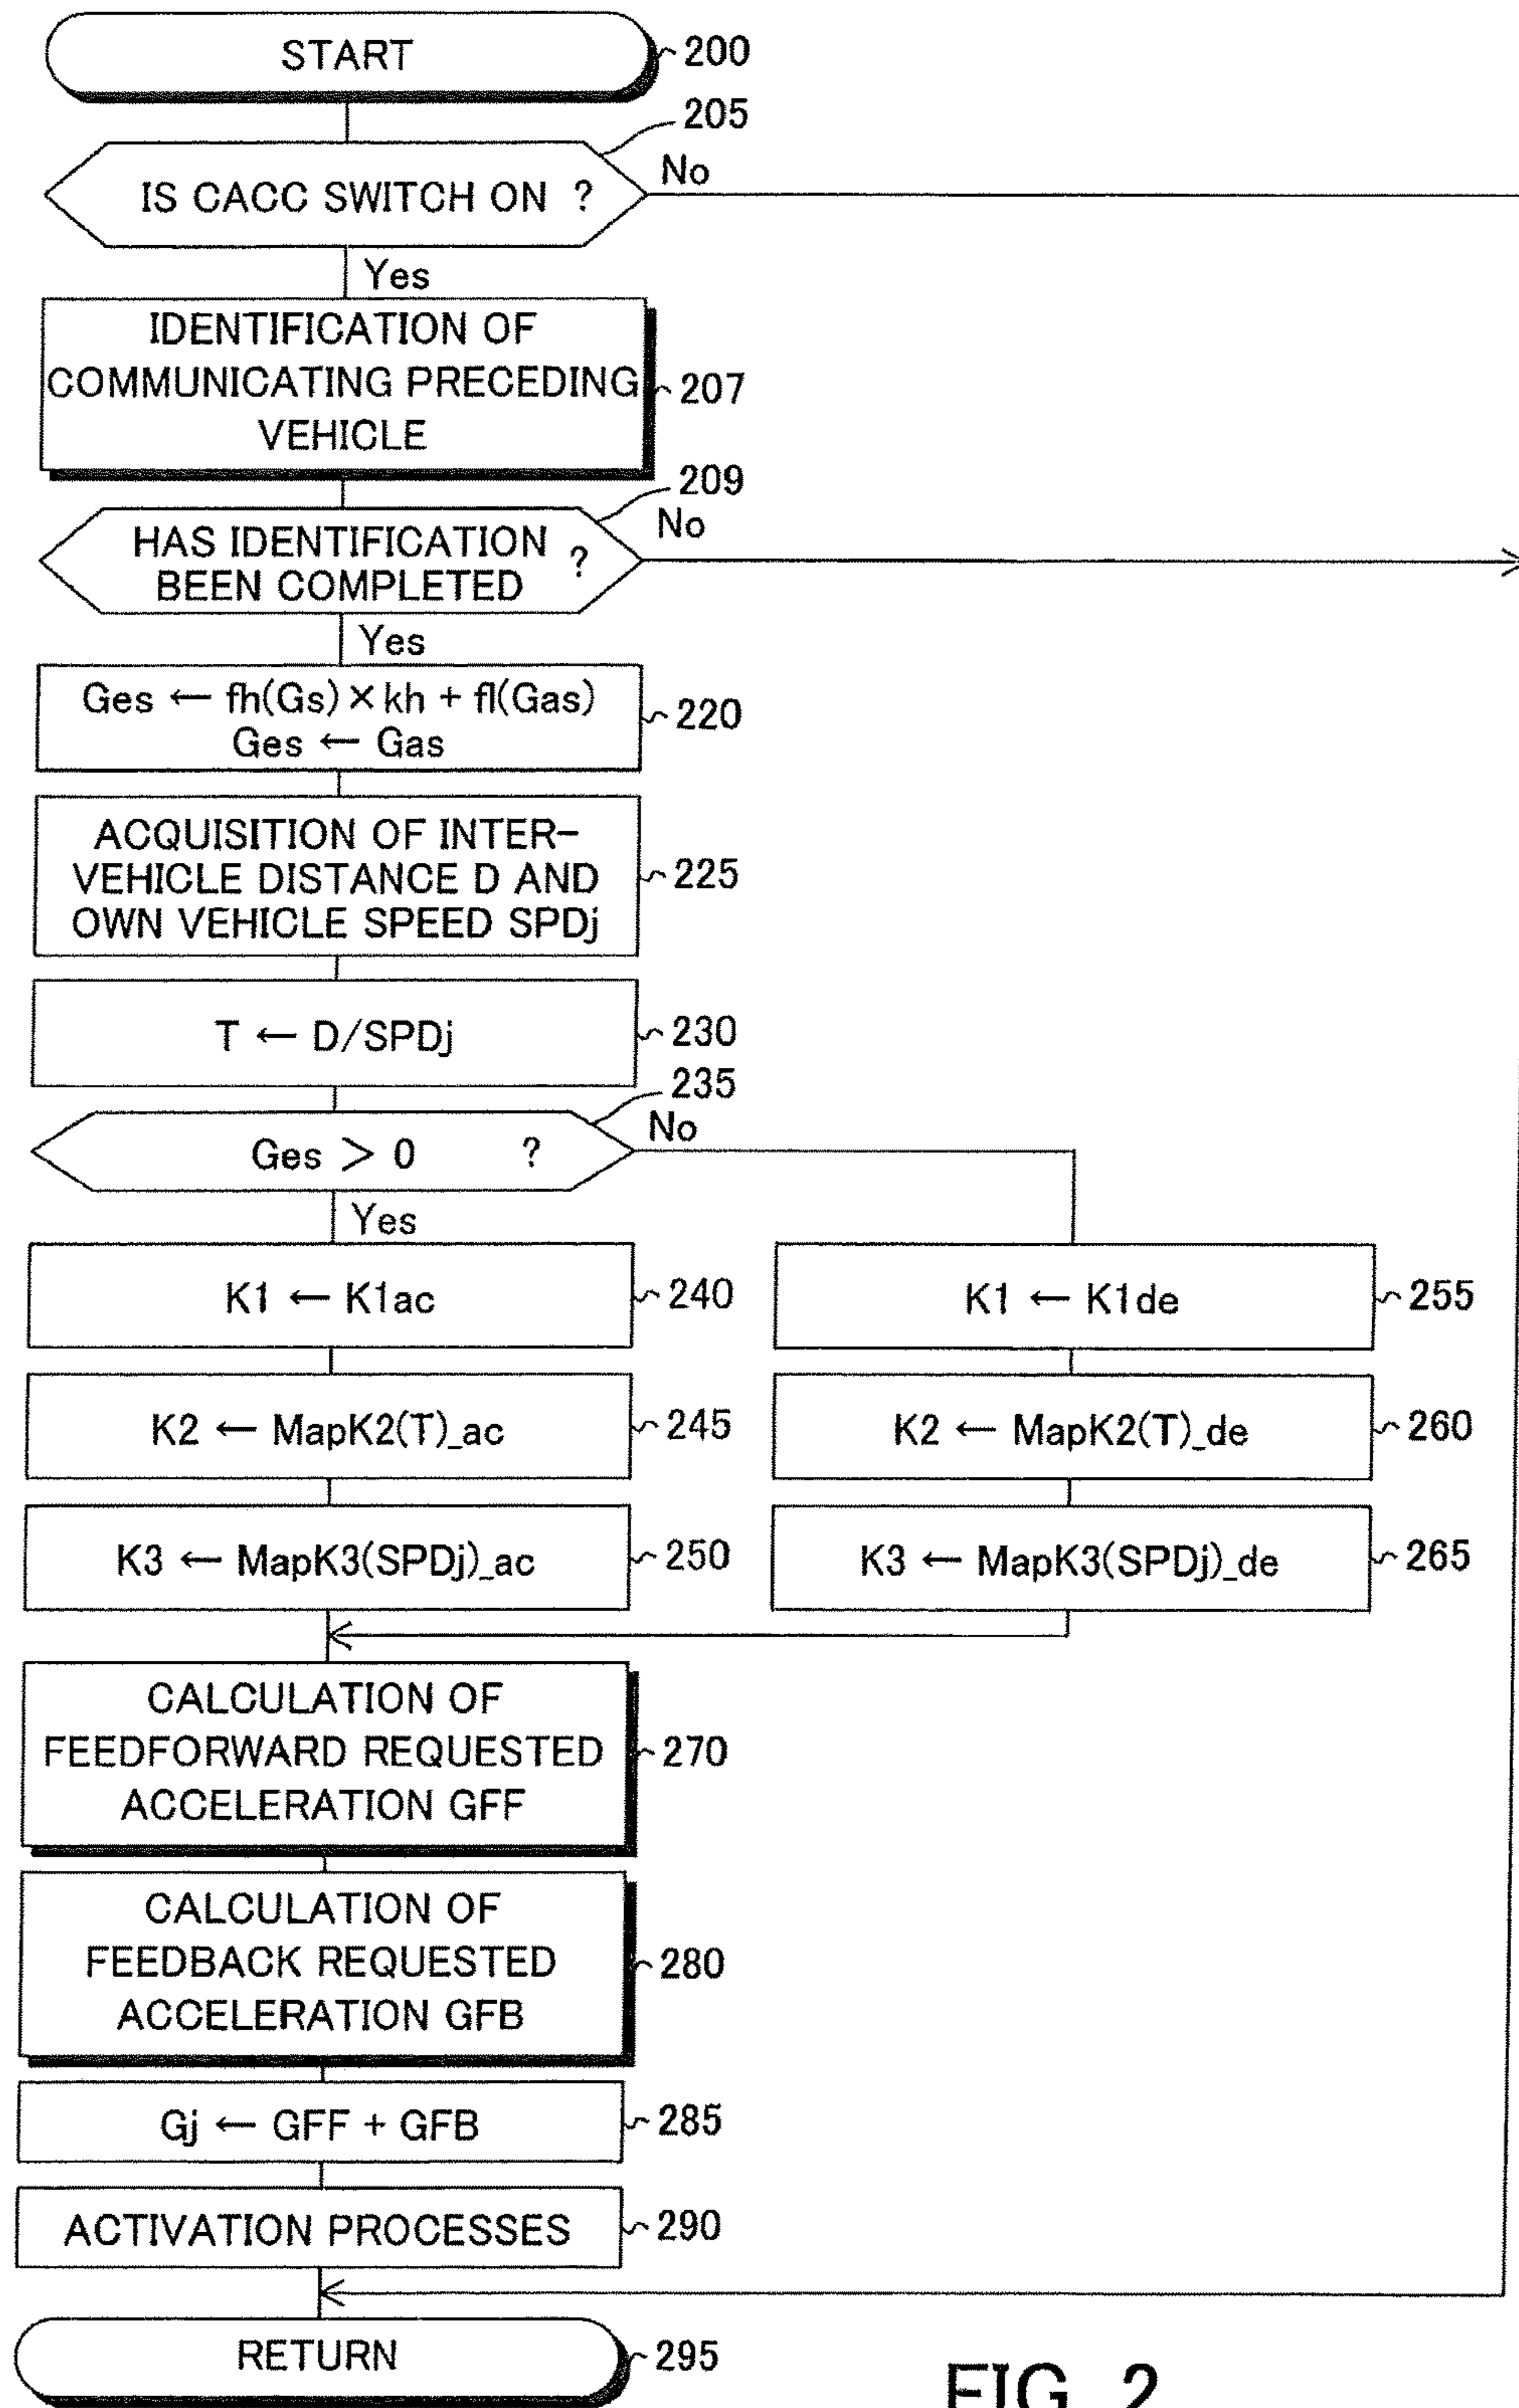 START
200
205
IS CACC SWITCH ON ?
No
Yes
IDENTIFICATION OF
COMMUNICATING PRECEDING
VEHICLE
207
209
HAS IDENTIFICATION
BEEN COMPLETED
?
No
Yes
Ges ← fh(Gs) × kh + fl(Gas)
Ges ← Gas
220
ACQUISITION OF INTER-
VEHICLE DISTANCE D AND
OWN VEHICLE SPEED SPDj
225
T ← D/SPDj
230
235
Ges > 0 ?
No
Yes
K1 ← K1ac
240
K1 ← K1de
255
K2 ← MapK2(T)_ac
245
K2 ← MapK2(T)_de
260
K3 ← MapK3(SPDj)_ac
250
K3 ← MapK3(SPDj)_de
265
CALCULATION OF
FEEDFORWARD REQUESTED
ACCELERATION GFF
270
CALCULATION OF
FEEDBACK REQUESTED
ACCELERATION GFB
280
Gj ← GFF + GFB
285
ACTIVATION PROCESSES
290
RETURN
295
FIG. 2